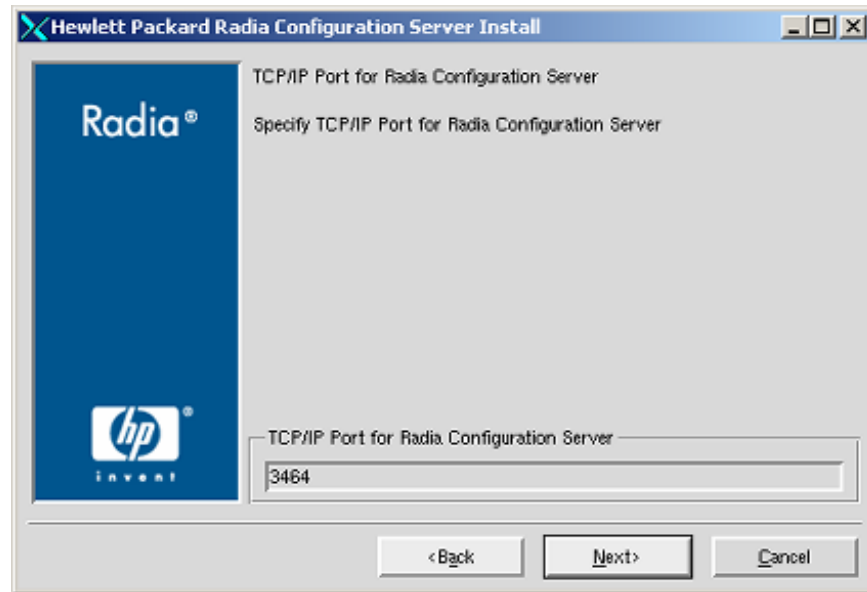 Hewlett Packard Radia Configuration Server Install
Radia®
TCP/IP Port for Radia Configuration Server
Specify TCP/IP Port for Radia Configuration Server
hp®
invent
TCP/IP Port for Radia Configuration Server
3464
<Back
Next>
Cancel